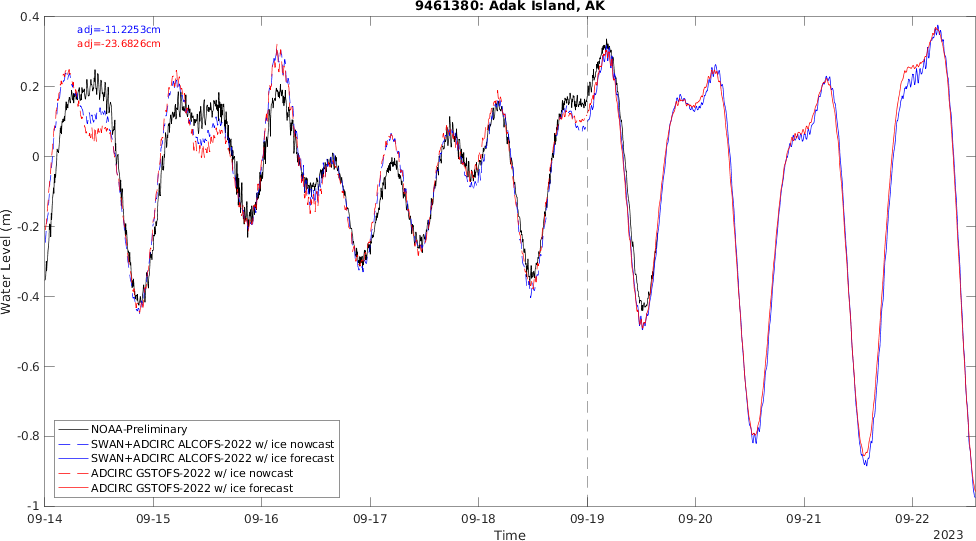 9461380: Adak Island, AK
adj=-11.2253cm
adj=-23.6826cm
0.4
0.2
0
-0.2
-0.4
-0.6
-0.8
-1
Water Level (m)
NOAA-Preliminary
SWAN+ADCIRC ALCOFS-2022 w/ ice nowcast
SWAN+ADCIRC ALCOFS-2022 w/ ice forecast
ADCIRC GSTOFS-2022 w/ ice nowcast
ADCIRC GSTOFS-2022 w/ ice forecast
09-14 09-15 09-16 09-17 09-18 09-19 09-20 09-21 09-22
Time
2023